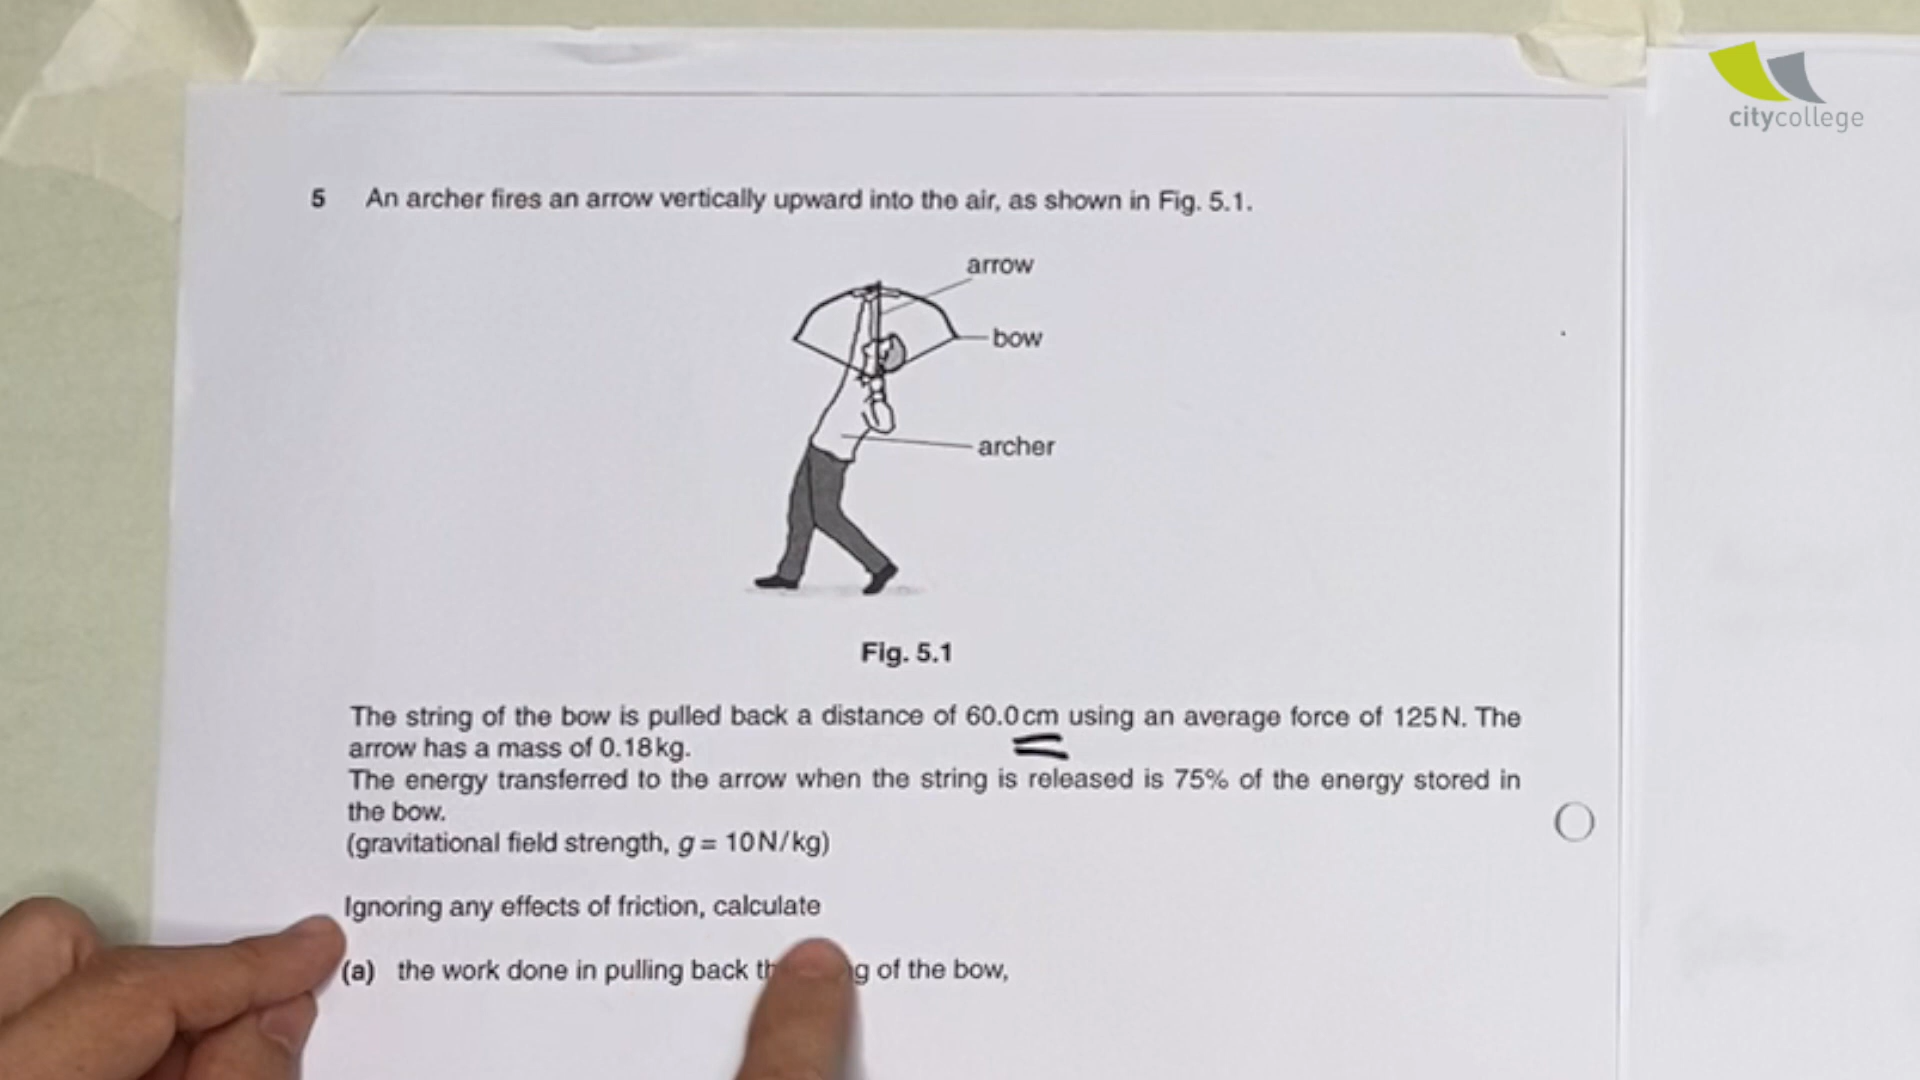 citycollege
5 An archer fires an arrow vertically upward into the air, as shown in Fig. 5.1.
arrow
bow
archer
Fig. 5.1
The string of the bow is pulled back a distance of 60.0 cm using an average force of 125 N. The
arrow has a mass of 0.18 kg.
The energy transferred to the arrow when the string is released is 75% of the energy stored in
the bow.
(gravitational field strength, g = 10 N/kg)
Ignoring any effects of friction, calculate
(a) the work done in pulling back of the bow,